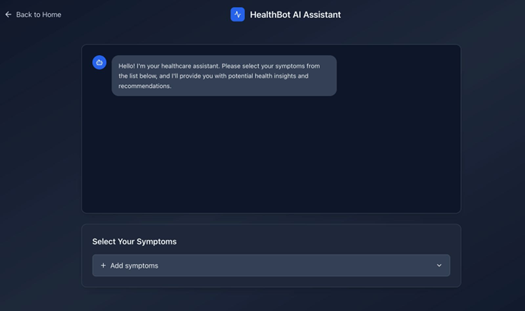 Back to Home
HealthBot AI Assistant
Hello! I'm your healthcare assistant. Please select your symptoms from
the list below, and I'll provide you with potential health insights and
recommendations.
Select Your Symptoms
+ Add symptoms